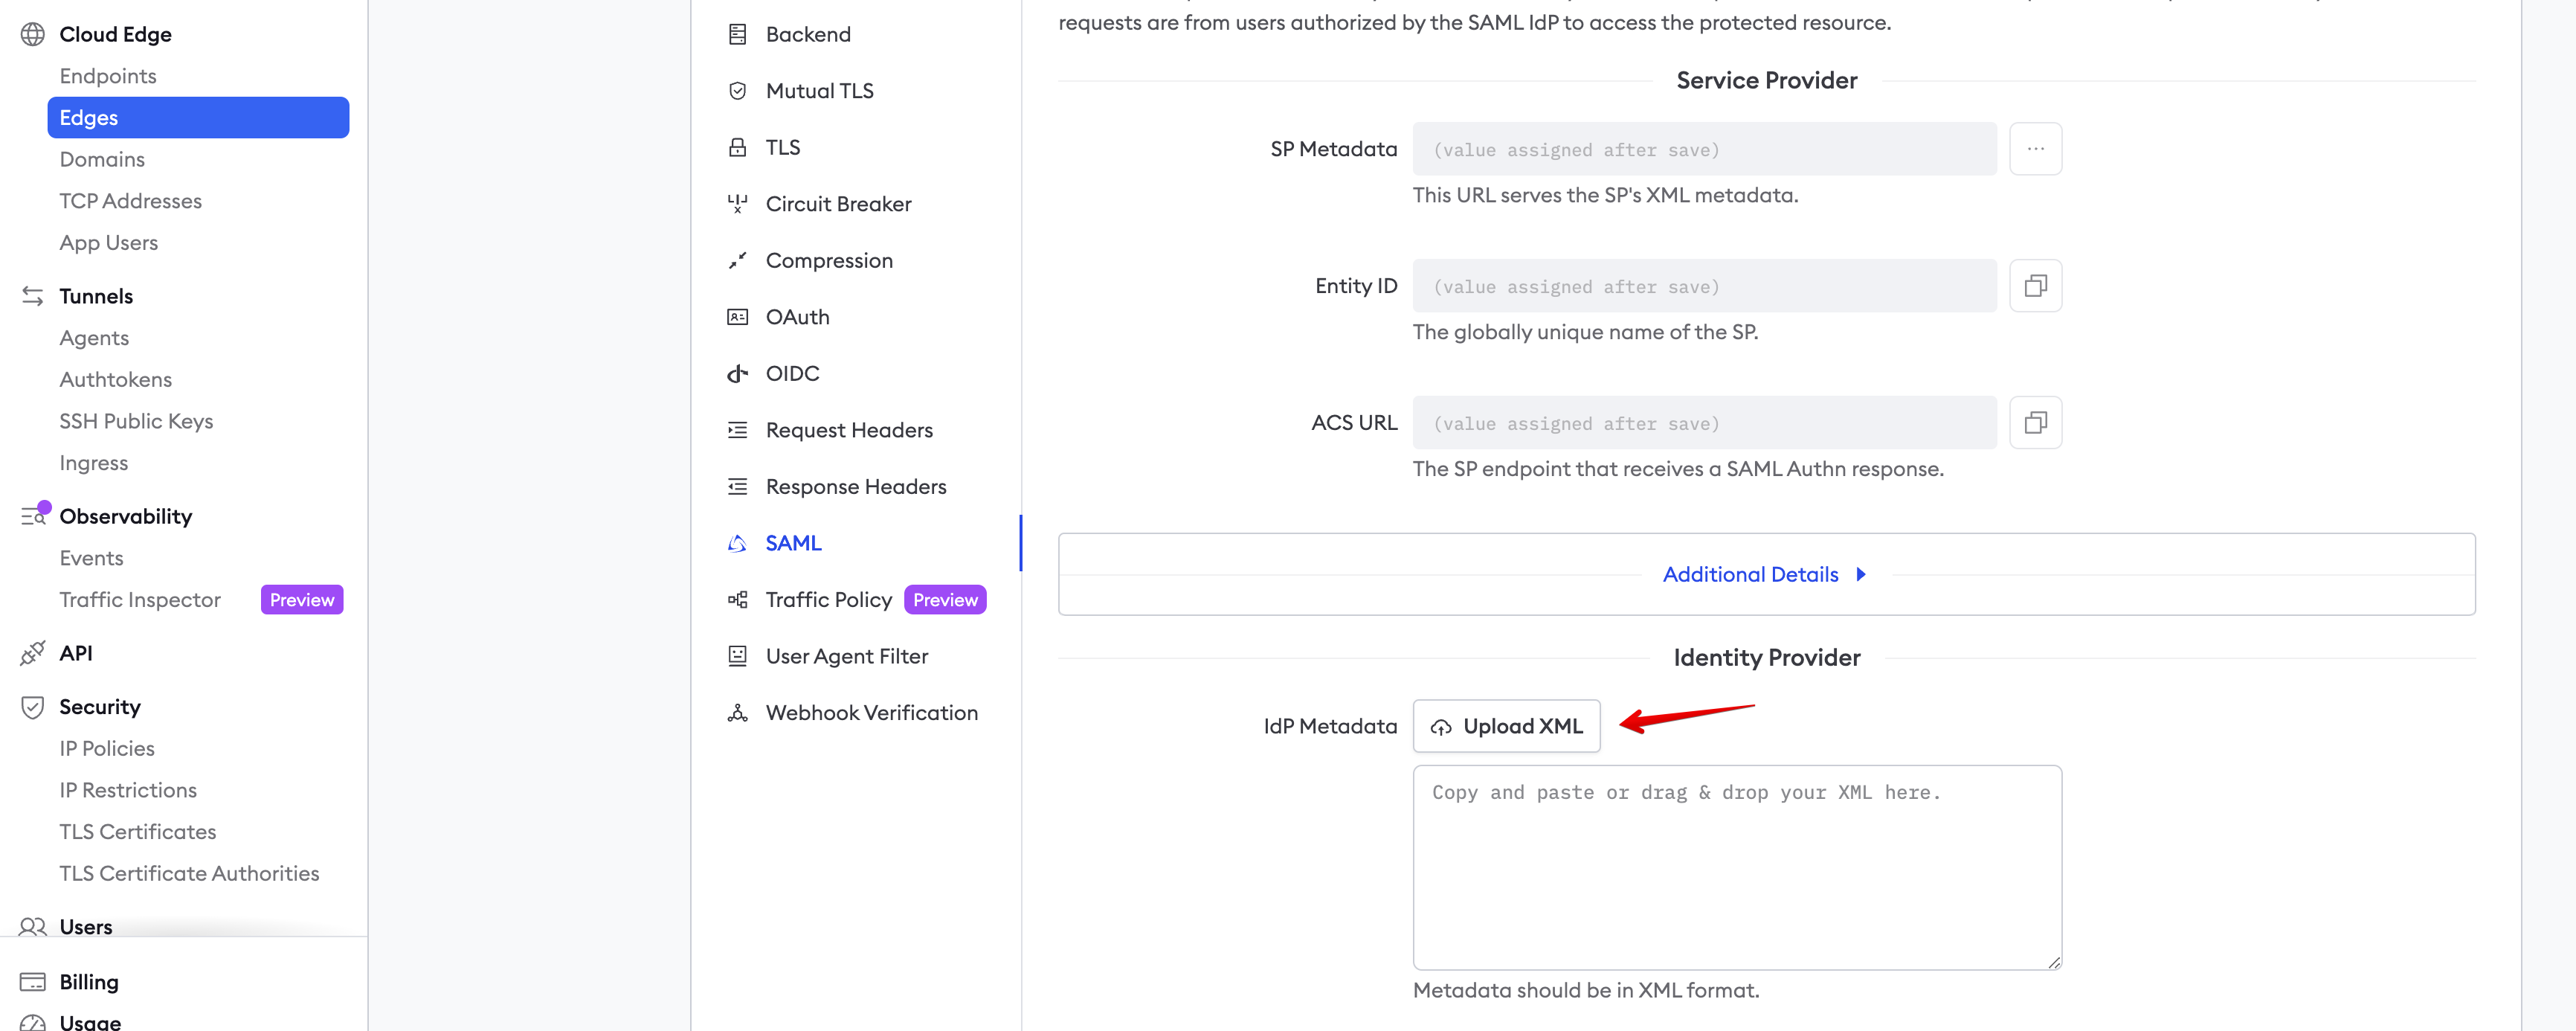 Cloud Edge
Endpoints
Edges
Domains
TCP Addresses
App Users
Tunnels
Agents
Authtokens
SSH Public Keys
Ingress
Observability
Events
Traffic Inspector Preview
API
Security
IP Policies
IP Restrictions
TLS Certificates
TLS Certificate Authorities
Users
Billing
Usage
Backend
Mutual TLS
TLS
Circuit Breaker
Compression
OAuth
OIDC
Request Headers
Response Headers
SAML
Traffic Policy Preview
User Agent Filter
Webhook Verification
requests are from users authorized by the SAML IdP to access the protected resource.
Service Provider
SP Metadata (value assigned after save) ...
This URL serves the SP's XML metadata.
Entity ID (value assigned after save)
The globally unique name of the SP.
ACS URL (value assigned after save)
The SP endpoint that receives a SAML Authn response.
Additional Details
Identity Provider
IdP Metadata Upload XML
Copy and paste or drag & drop your XML here.
Metadata should be in XML format.